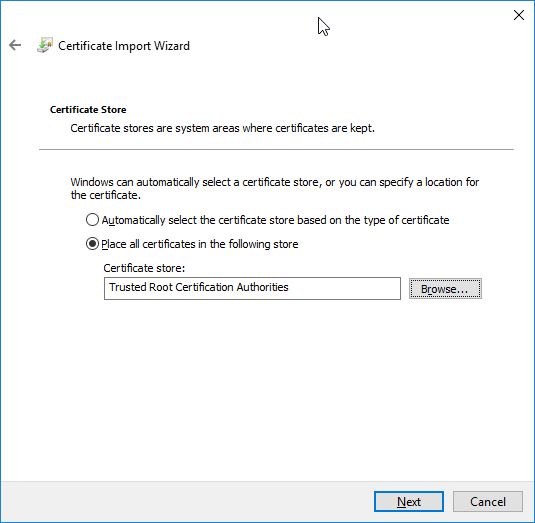 Certificate Import Wizard
Certificate Store
Certificate stores are system areas where certificates are kept.
Windows can automatically select a certificate store, or you can specify a location for
the certificate.
Automatically select the certificate store based on the type of certificate
Place all certificates in the following store
Certificate store:
Trusted Root Certification Authorities
Browse...
Next
Cancel